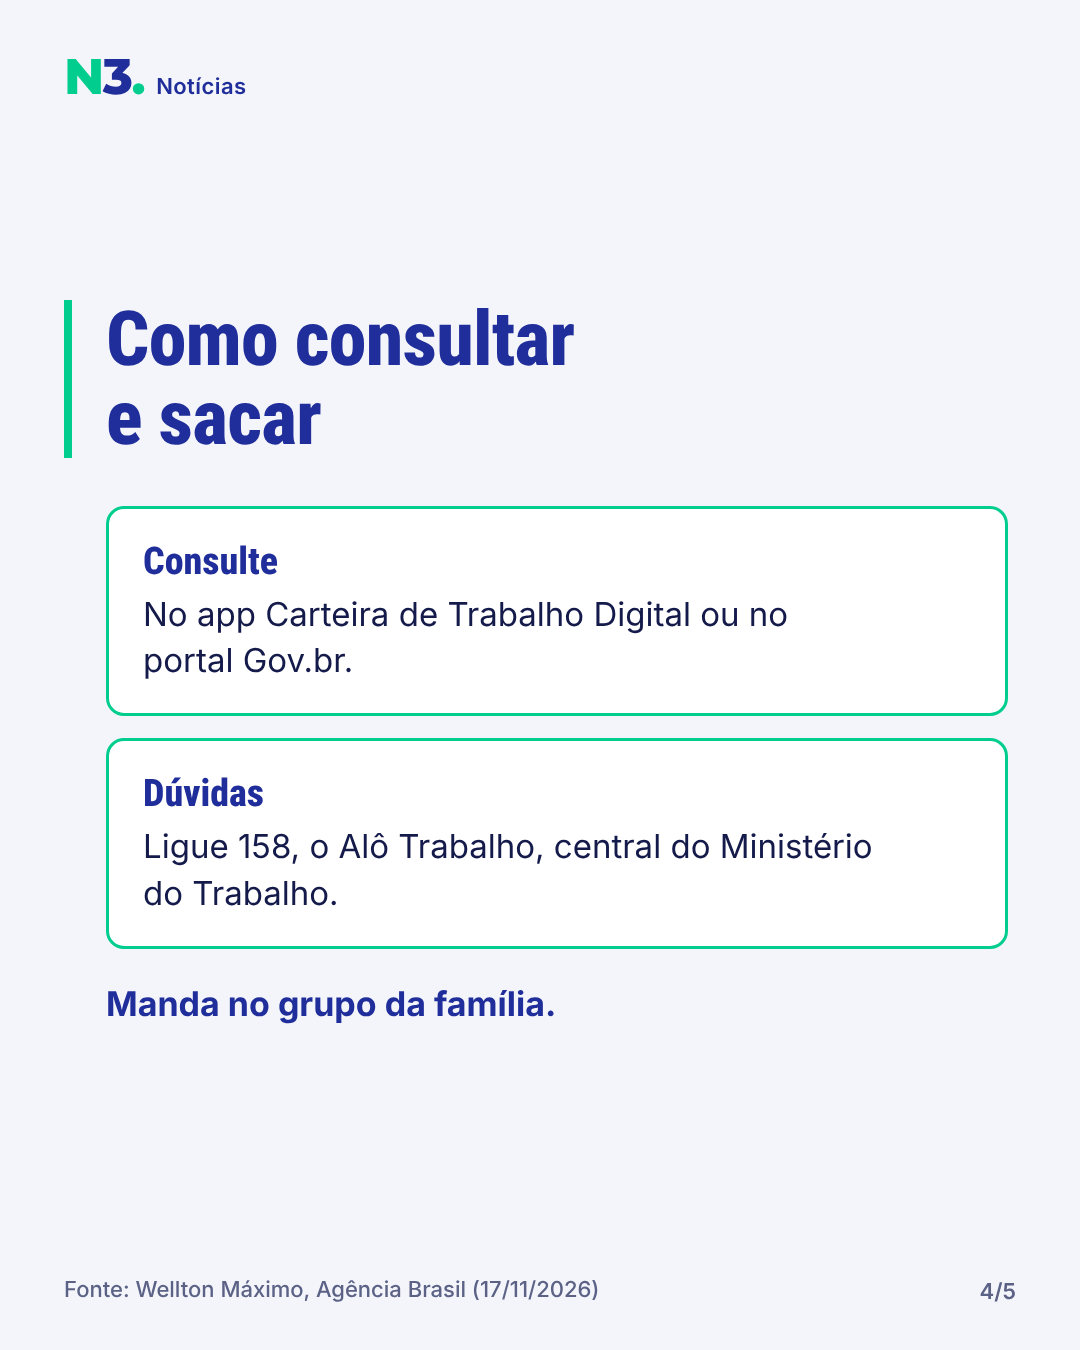 N3. Notícias
Como consultar
e sacar
Consulte
No app Carteira de Trabalho Digital ou no
portal Gov.br.
Dúvidas
Ligue 158, o Alô Trabalho, central do Ministério
do Trabalho.
Manda no grupo da família.
Fonte: Wellton Máximo, Agência Brasil (17/11/2026)
4/5